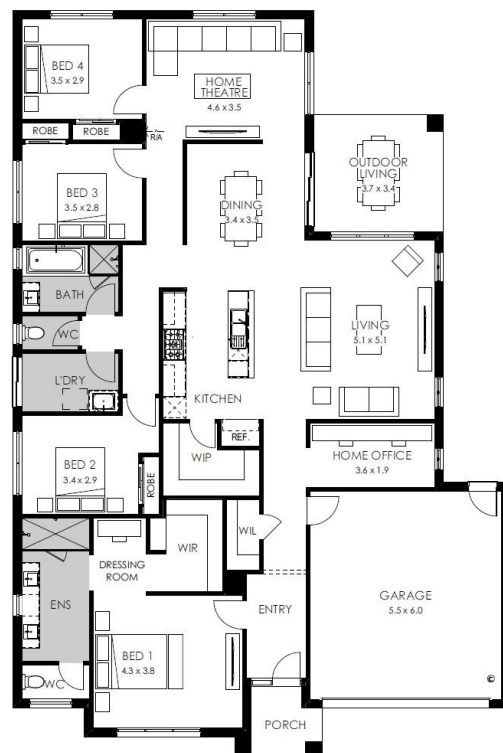 BED 4
3.5 x 2.9
HOME
THEATRE
4.6 x 3.5
ROBE
ROBE
R/A
BED 3
3.5 x 2.8
DINING
3.4 x 3.5
OUTDOOR
LIVING
3.7 x 3.4
BATH
WC
LIVING
5.1 x 5.1
L'DRY
KITCHEN
REF.
HOME OFFICE
3.6 x 1.9
WIP
BED 2
3.4 x 2.9
ROBE
WIL
WIR
DRESSING
ROOM
ENS
ENTRY
GARAGE
5.5 x 6.0
BED 1
4.3 x 3.8
WC
PORCH
©